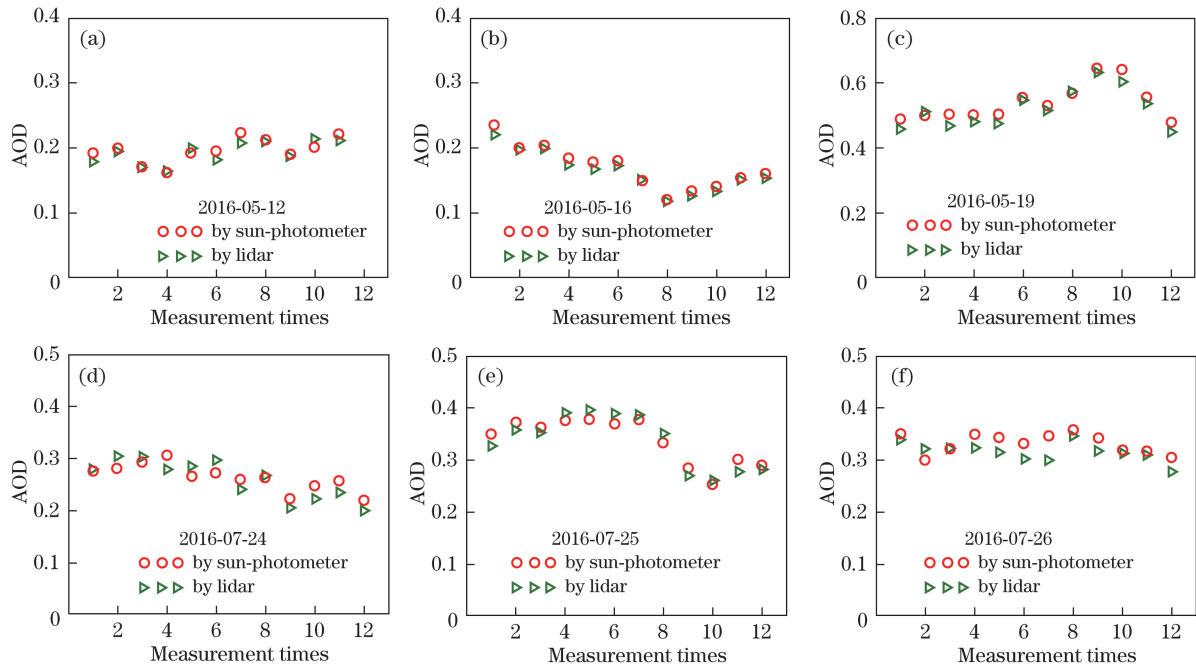 (a)
AOD
0.4
0.3
0.2
0.1
0
2016-05-12
by sun-photometer
by lidar
2 4 6 8 10 12
Measurement times
(b)
AOD
0.4
0.3
0.2
0.1
0
2016-05-16
by sun-photometer
by lidar
2 4 6 8 10 12
Measurement times
(c)
AOD
0.8
0.6
0.4
0.2
0
2016-05-19
by sun-photometer
by lidar
2 4 6 8 10 12
Measurement times
(d)
AOD
0.5
0.4
0.3
0.2
0.1
0
2016-07-24
by sun-photometer
by lidar
2 4 6 8 10 12
Measurement times
(e)
AOD
0.5
0.4
0.3
0.2
0.1
0
2016-07-25
by sun-photometer
by lidar
2 4 6 8 10 12
Measurement times
(f)
AOD
0.5
0.4
0.3
0.2
0.1
0
2016-07-26
by sun-photometer
by lidar
2 4 6 8 10 12
Measurement times